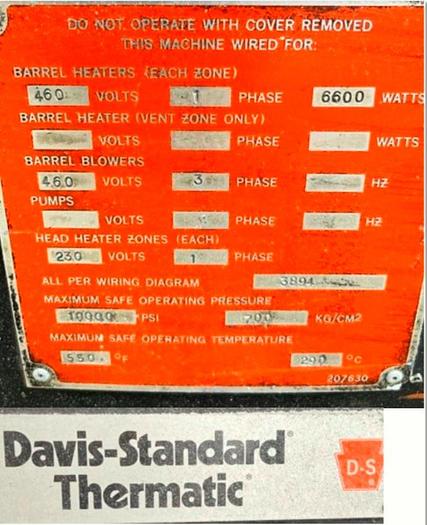 DO NOT OPERATE WITH COVER REMOVED
THIS MACHINE WIRED FOR:
BARREL HEATERS (EACH ZONE)
460 VOLTS 1 PHASE 6600 WATTS
BARREL HEATER (VENT ZONE ONLY)
VOLTS PHASE WATTS
BARREL BLOWERS
460 VOLTS 3 PHASE HZ
PUMPS
VOLTS PHASE HZ
HEAD HEATER ZONES (EACH)
230 VOLTS 1 PHASE
ALL PER WIRING DIAGRAM 3894
MAXIMUM SAFE OPERATING PRESSURE
10000 PSI 700 KG/CM2
MAXIMUM SAFE OPERATING TEMPERATURE
550 °F 290 °C
207630
Davis-Standard®
Thermatic® D-S®